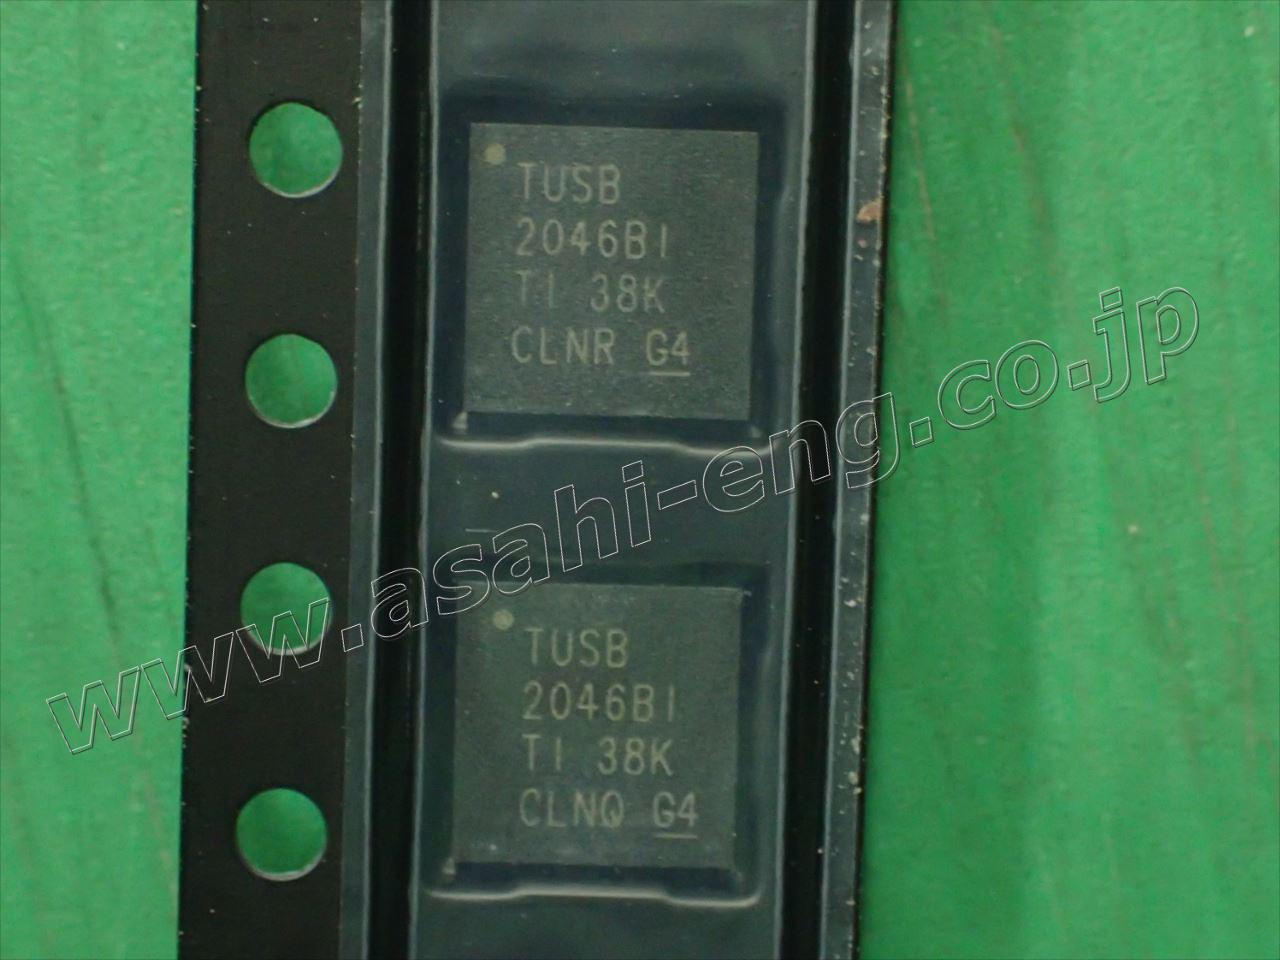 TUSB
2046BI
TI 38K
CLNR G4
www.asahi-eng.co.jp
TUSB
2046BI
TI 38K
CLNQ G4